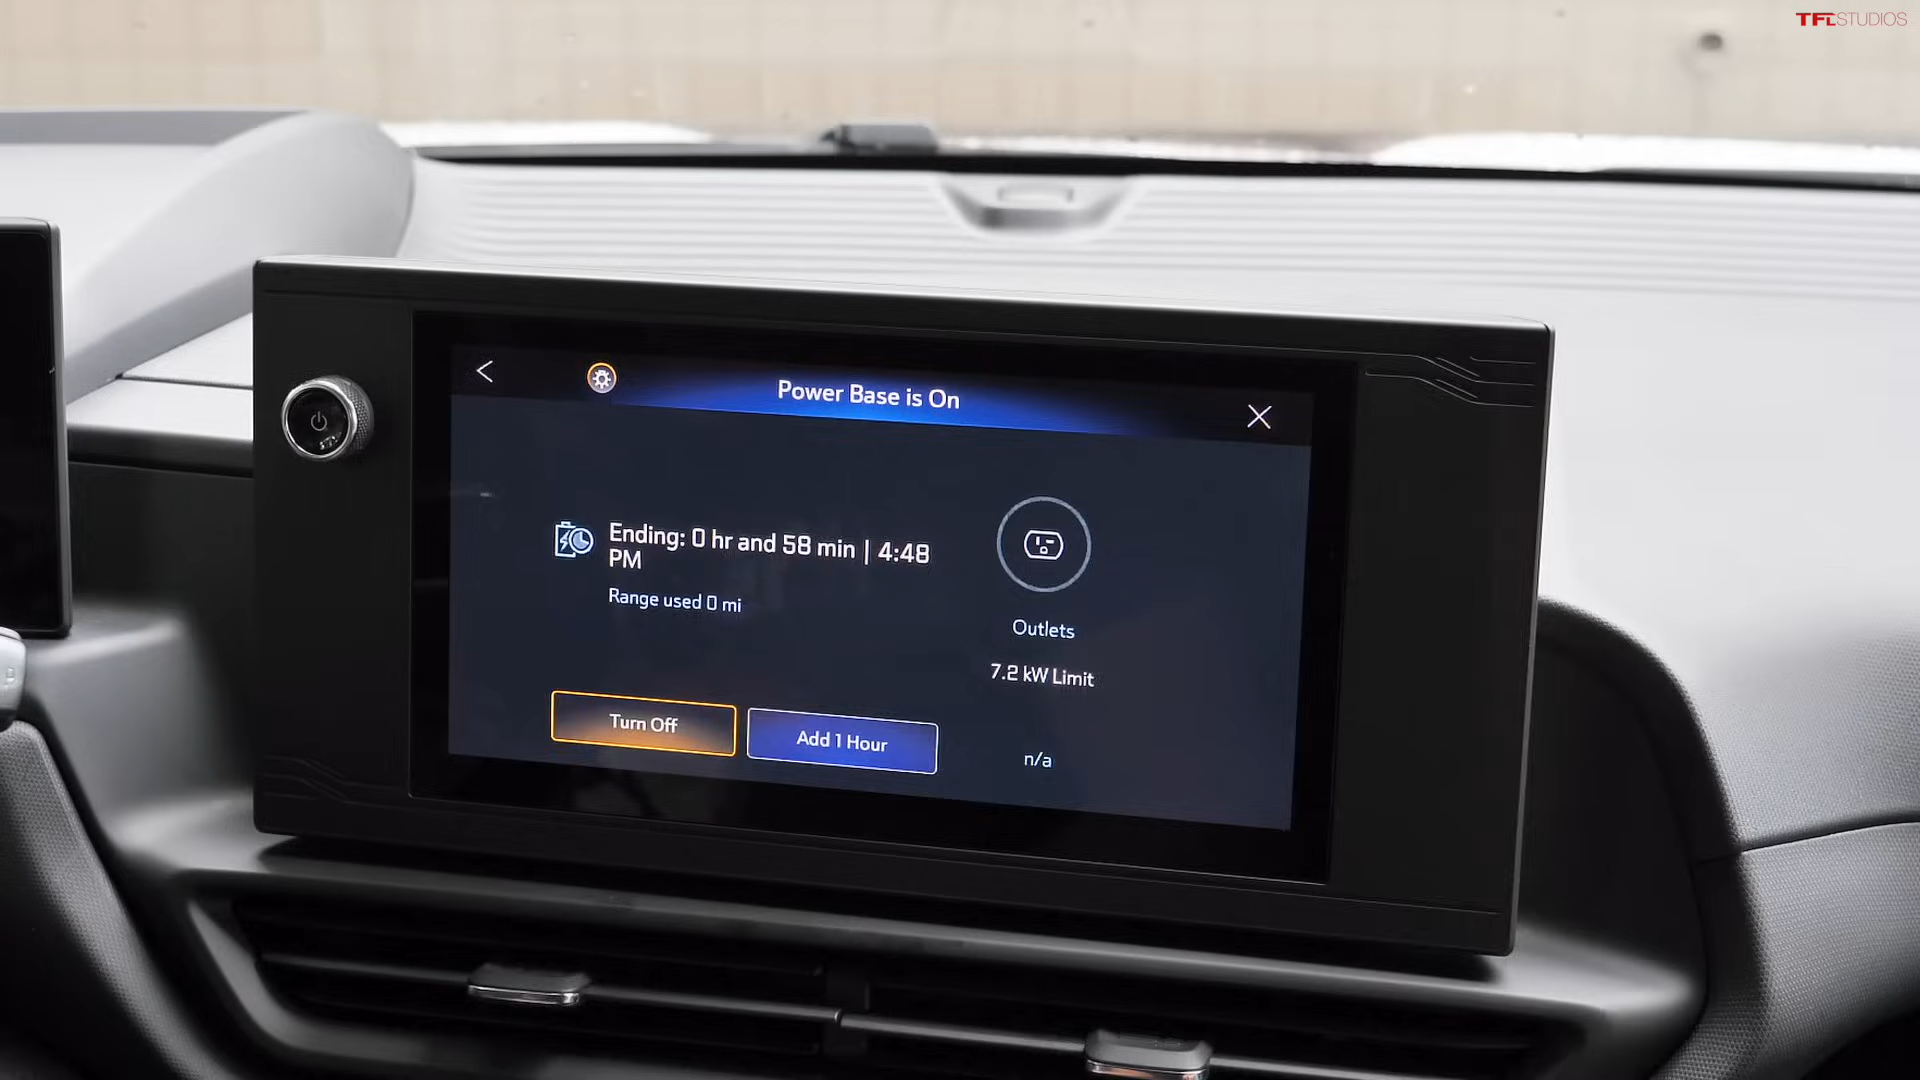 TFLSTUDIOS
Power Base is On
Ending: 0 hr and 58 min | 4:48
PM
Range used 0 mi
Outlets
7.2 kW Limit
Turn Off
Add 1 Hour
n/a